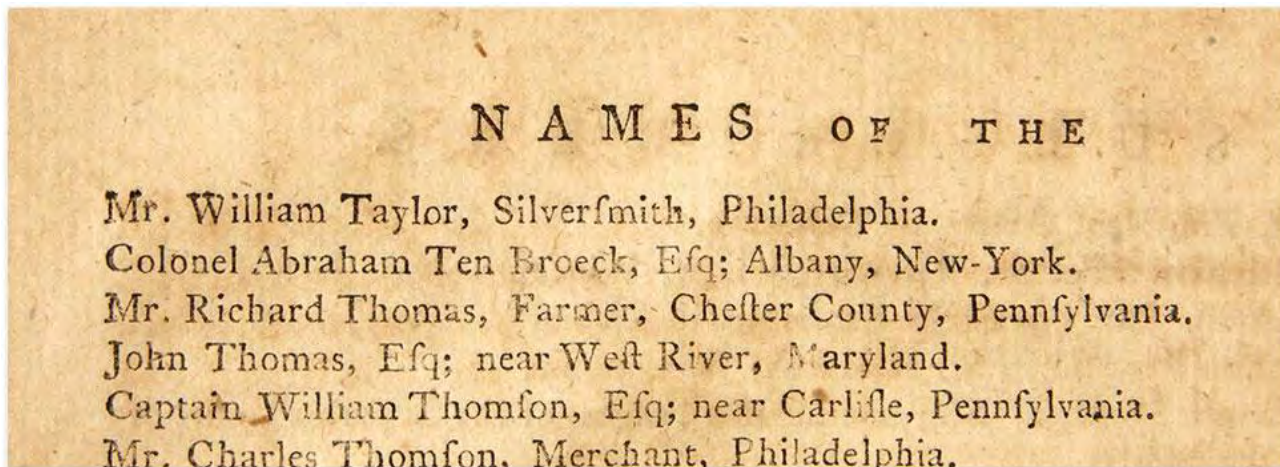 NAMES OF THE
Mr. William Taylor, Silverſmith, Philadelphia.
Colonel Abraham Ten Broeck, Eſq; Albany, New-York.
Mr. Richard Thomas, Farmer, Cheſter County, Pennſylvania.
John Thomas, Eſq; near Weſt River, Maryland.
Captain William Thomſon, Eſq; near Carliſle, Pennſylvania.
Mr. Charles Thomſon, Merchant, Philadelphia.